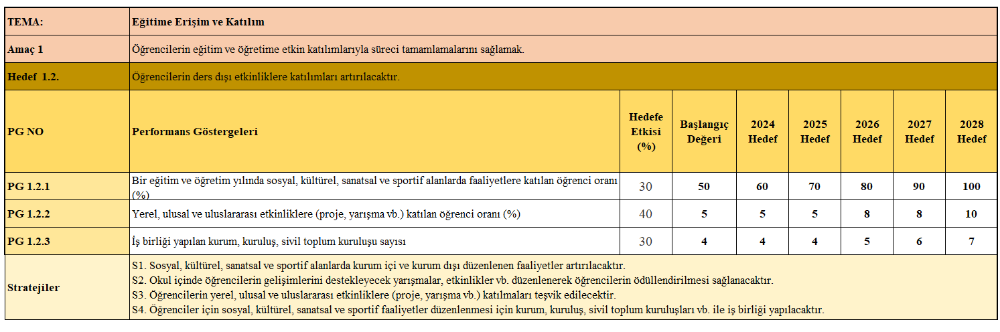 TEMA: Eğitime Erişim ve Katılım
Amaç 1 Öğrencilerin eğitim ve öğretime etkin katılımlarıyla süreci tamamlamalarını sağlamak.
Hedef 1.2. Öğrencilerin ders dışı etkinliklere katılımları artırılacaktır.
PG NO Performans Göstergeleri Hedefe Etkisi (%) Başlangıç Değeri 2024 Hedef 2025 Hedef 2026 Hedef 2027 Hedef 2028 Hedef
PG 1.2.1 Bir eğitim ve öğretim yılında sosyal, kültürel, sanatsal ve sportif alanlarda faaliyetlere katılan öğrenci oranı (%) 30 50 60 70 80 90 100
PG 1.2.2 Yerel, ulusal ve uluslararası etkinliklere (proje, yarışma vb.) katılan öğrenci oranı (%) 40 5 5 5 8 8 10
PG 1.2.3 İş birliği yapılan kurum, kuruluş, sivil toplum kuruluşu sayısı 30 4 4 4 5 6 7
Stratejiler
S1. Sosyal, kültürel, sanatsal ve sportif alanlarda kurum içi ve kurum dışı düzenlenen faaliyetler artırılacaktır.
S2. Okul içinde öğrencilerin gelişimlerini destekleyecek yarışmalar, etkinlikler vb. düzenlenerek öğrencilerin ödüllendirilmesi sağlanacaktır.
S3. Öğrencilerin yerel, ulusal ve uluslararası etkinliklere (proje, yarışma vb.) katılmaları teşvik edilecektir.
S4. Öğrenciler için sosyal, kültürel, sanatsal ve sportif faaliyetler düzenlenmesi için kurum, kuruluş, sivil toplum kuruluşları vb. ile iş birliği yapılacaktır.